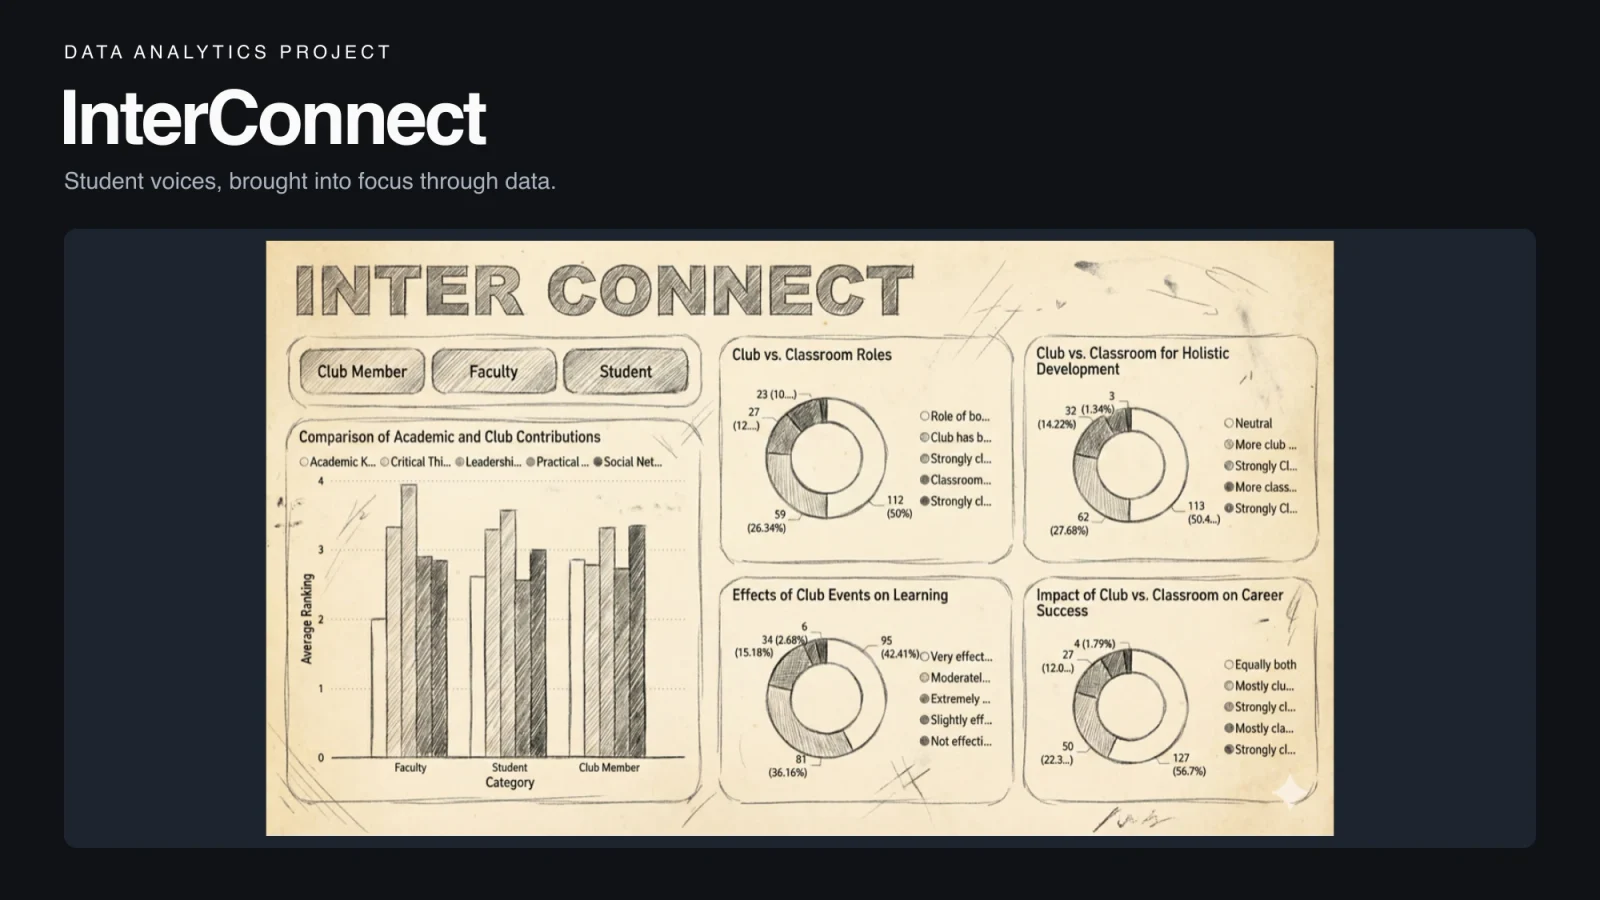 DATA ANALYTICS PROJECT
InterConnect
Student voices, brought into focus through data.
INTER CONNECT
Club Member
Faculty
Student
Comparison of Academic and Club Contributions
Academic K... Critical Thi... Leadershi... Practical ... Social Net...
4
3
2
1
0
Average Ranking
Faculty
Student
Club Member
Category
Club vs. Classroom Roles
23 (10...)
27
(12...)
59
(26.34%)
112
(50%)
Role of bo...
Club has b...
Strongly cl...
Classroom...
Strongly cl...
Club vs. Classroom for Holistic
Development
3
(1.34%)
32
(14.22%)
62
(27.68%)
113
(50.4...)
Neutral
More club ...
Strongly Cl...
More class...
Strongly Cl...
Effects of Club Events on Learning
6
(2.68%)
34
(15.18%)
95
(42.41%)
81
(36.16%)
Very effect...
Moderatel...
Extremely ...
Slightly eff...
Not effecti...
Impact of Club vs. Classroom on Career
Success
4 (1.79%)
27
(12.0...)
50
(22.3...)
127
(56.7%)
Equally both
Mostly clu...
Strongly cl...
Mostly cla...
Strongly cl...